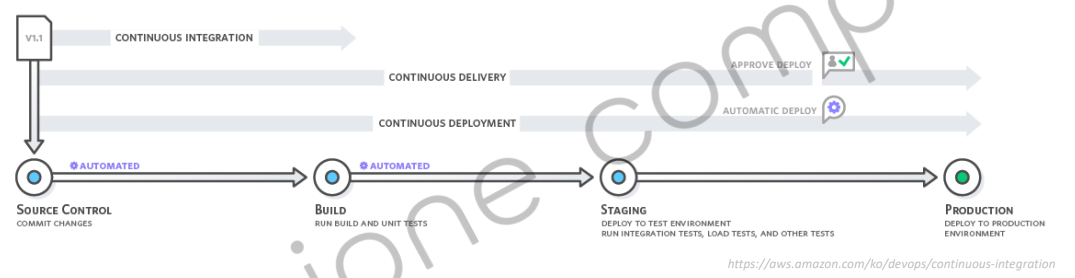 V1.1
CONTINUOUS INTEGRATION
CONTINUOUS DELIVERY
APPROVE DEPLOY
CONTINUOUS DEPLOYMENT
AUTOMATIC DEPLOY
AUTOMATED
AUTOMATED
SOURCE CONTROL
COMMIT CHANGES
BUILD
RUN BUILD AND UNIT TESTS
STAGING
DEPLOY TO TEST ENVIRONMENT
RUN INTEGRATION TESTS, LOAD TESTS, AND OTHER TESTS
PRODUCTION
DEPLOY TO PRODUCTION
ENVIRONMENT
https://aws.amazon.com/ko/devops/continuous-integration
ione comp